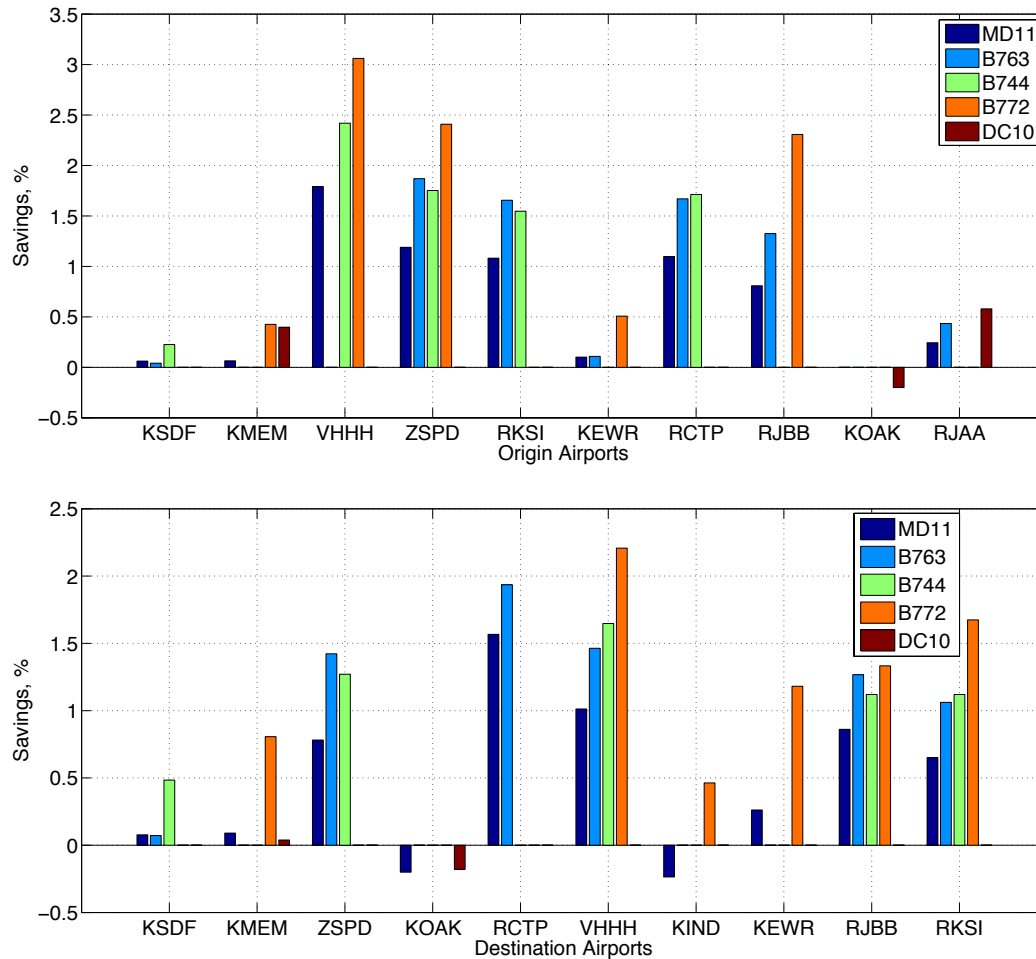 3.5
3
2.5
2
1.5
1
0.5
0
−0.5
Savings, %
MD11
B763
B744
B772
DC10
KSDF KMEM VHHH ZSPD RKSI KEWR RCTP RJBB KOAK RJAA
Origin Airports
2.5
2
1.5
1
0.5
0
−0.5
Savings, %
MD11
B763
B744
B772
DC10
KSDF KMEM ZSPD KOAK RCTP VHHH KIND KEWR RJBB RKSI
Destination Airports